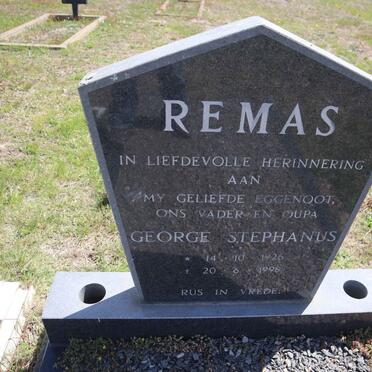 REMAS
IN LIEFDEVOLLE HERINNERING
AAN
MY GELIEFDE EGGENOOT,
ONS VADER EN OUPA
GEORGE STEPHANUS
* 14 · 10 · 1926
† 20 · 6 · 1998
RUS IN VREDE.